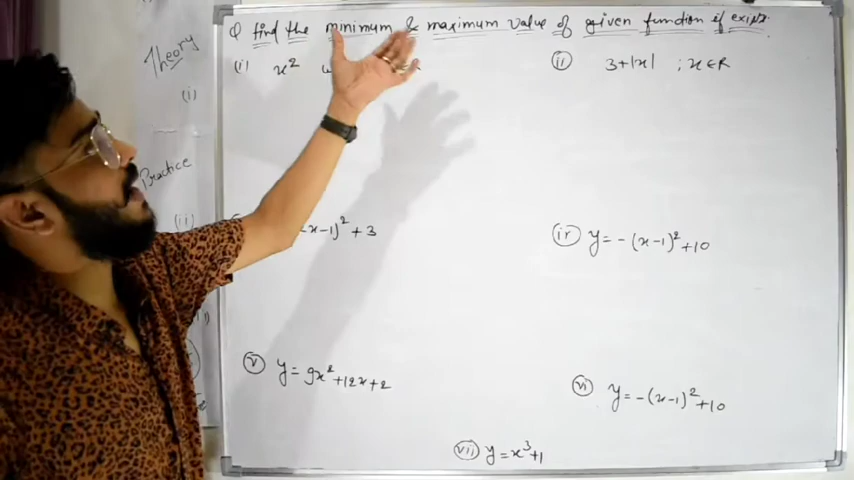 Q find the minimum & maximum value of given function if exists.
(i) x² w ∈R
(ii) 3+|x| ; x∈R
-x-1)² + 3
(iv) y = -(x-1)² +10
(v) y = 9x² +12x+2
(vi) y = -(x-1)² +10
(vii) y = x³+1
Theory
(i)
Practice
(ii)